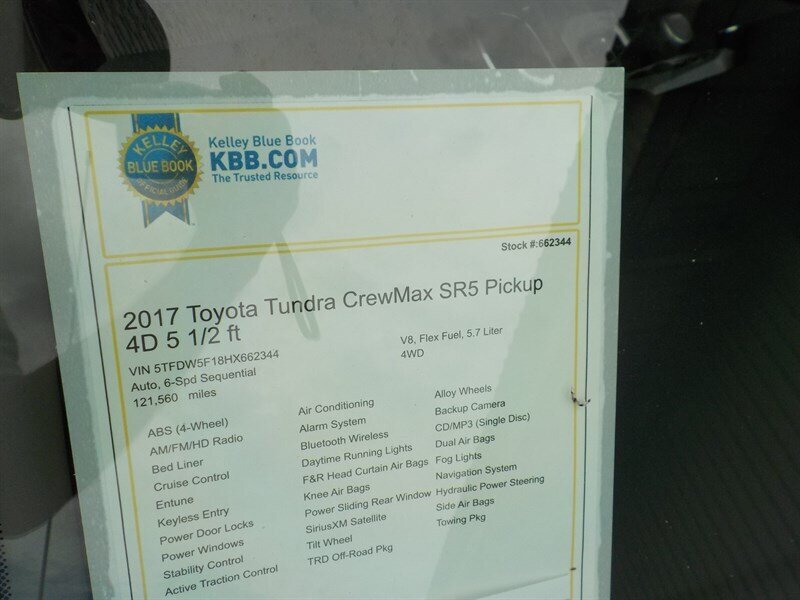 KELLEY
BLUE BOOK
OFFICIAL GUIDE
Kelley Blue Book
KBB.COM
The Trusted Resource
Stock #:662344
2017 Toyota Tundra CrewMax SR5 Pickup
4D 5 1/2 ft
VIN 5TFDW5F18HX662344
Auto, 6-Spd Sequential
121,560 miles
V8, Flex Fuel, 5.7 Liter
4WD
ABS (4-Wheel)
AM/FM/HD Radio
Bed Liner
Cruise Control
Entune
Keyless Entry
Power Door Locks
Power Windows
Stability Control
Active Traction Control
Air Conditioning
Alarm System
Bluetooth Wireless
Daytime Running Lights
F&R Head Curtain Air Bags
Knee Air Bags
Power Sliding Rear Window
SiriusXM Satellite
Tilt Wheel
TRD Off-Road Pkg
Alloy Wheels
Backup Camera
CD/MP3 (Single Disc)
Dual Air Bags
Fog Lights
Navigation System
Hydraulic Power Steering
Side Air Bags
Towing Pkg